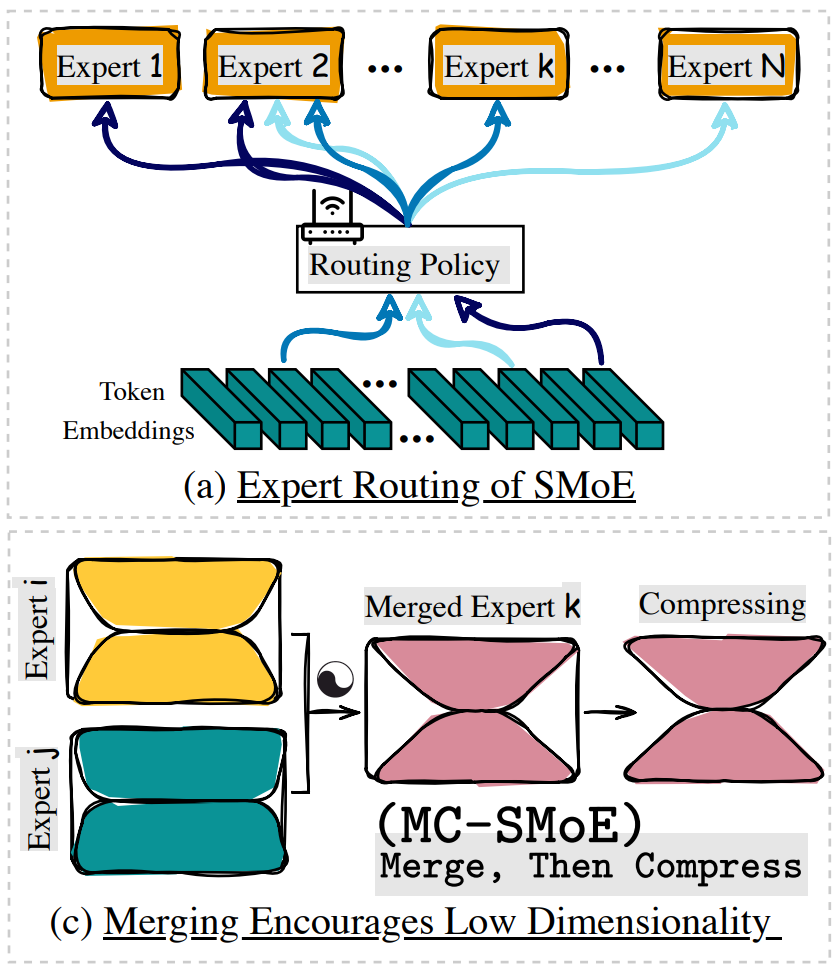 Expert 1 Expert 2 ... Expert k ... Expert N
Routing Policy
...
Token
Embeddings
...
(a) Expert Routing of SMoE
Expert i
Expert j
Merged Expert k
Compressing
(MC-SMoE)
Merge, Then Compress
(c) Merging Encourages Low Dimensionality